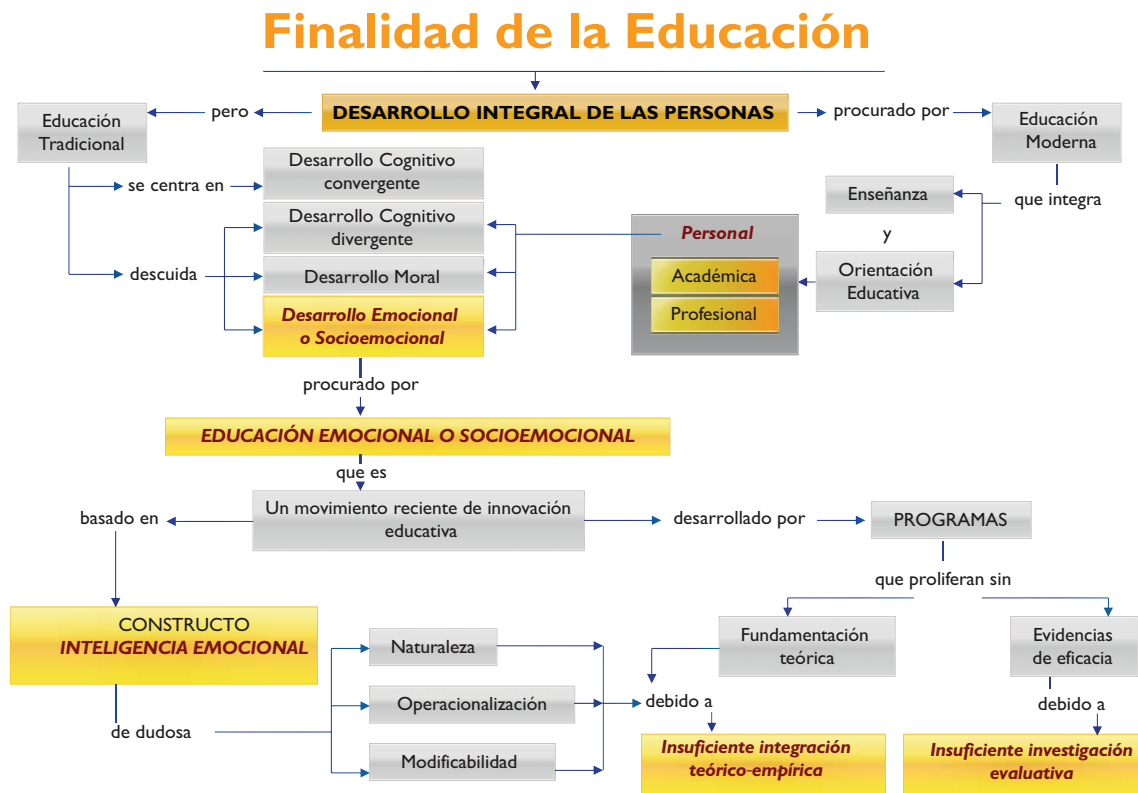 Finalidad de la Educación
DESARROLLO INTEGRAL DE LAS PERSONAS
pero
procurado por
Educación
Tradicional
Educación
Moderna
se centra en
Desarrollo Cognitivo
convergente
que integra
Enseñanza
y
Orientación
Educativa
Personal
Académica
Profesional
descuida
Desarrollo Cognitivo
divergente
Desarrollo Moral
Desarrollo Emocional
o Socioemocional
procurado por
EDUCACIÓN EMOCIONAL O SOCIOEMOCIONAL
que es
Un movimiento reciente de innovación
educativa
basado en
desarrollado por
PROGRAMAS
que proliferan sin
CONSTRUCTO
INTELIGENCIA EMOCIONAL
de dudosa
Naturaleza
Operacionalización
Modificabilidad
Fundamentación
teórica
debido a
Insuficiente integración
teórico-empírica
Evidencias
de eficacia
debido a
Insuficiente investigación
evaluativa